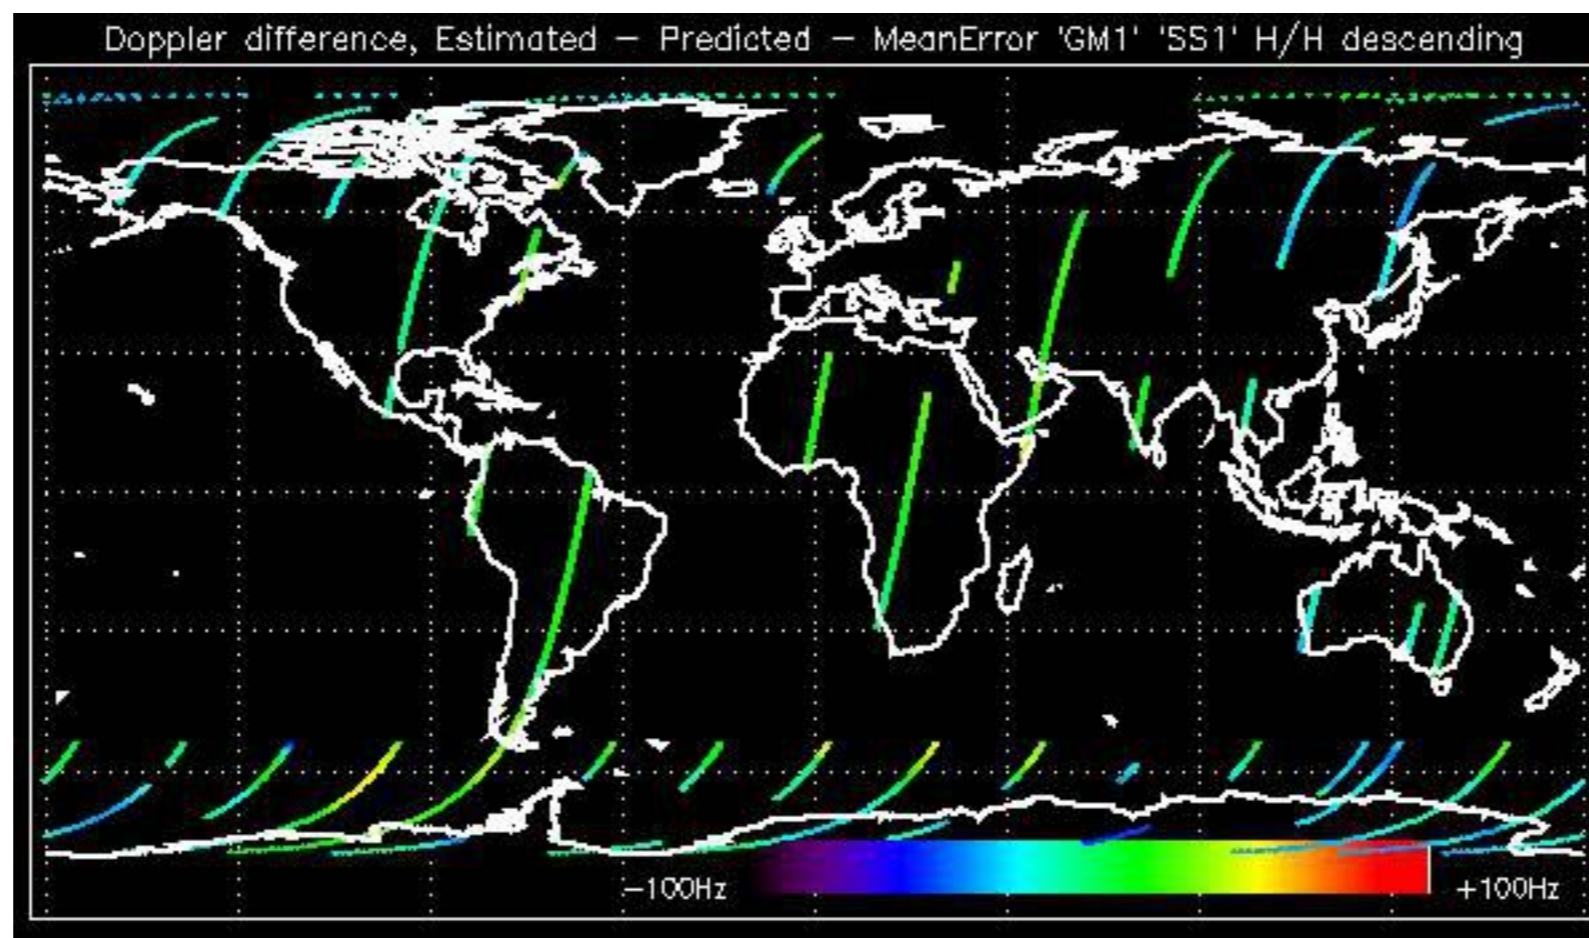 Doppler difference, Estimated – Predicted – MeanError 'GM1' 'SS1' H/H descending
–100Hz +100Hz